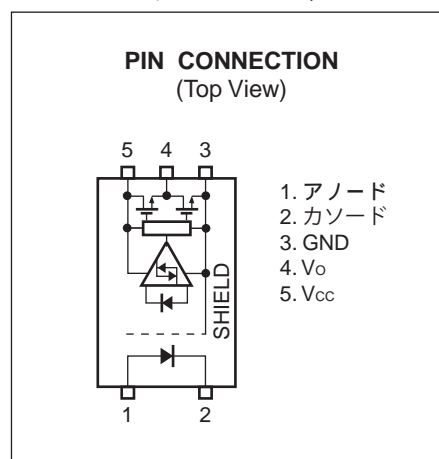 PIN CONNECTION
(Top View)
5 4 3
SHIELD
1 2
1. アノード
2. カソード
3. GND
4. Vo
5. Vcc